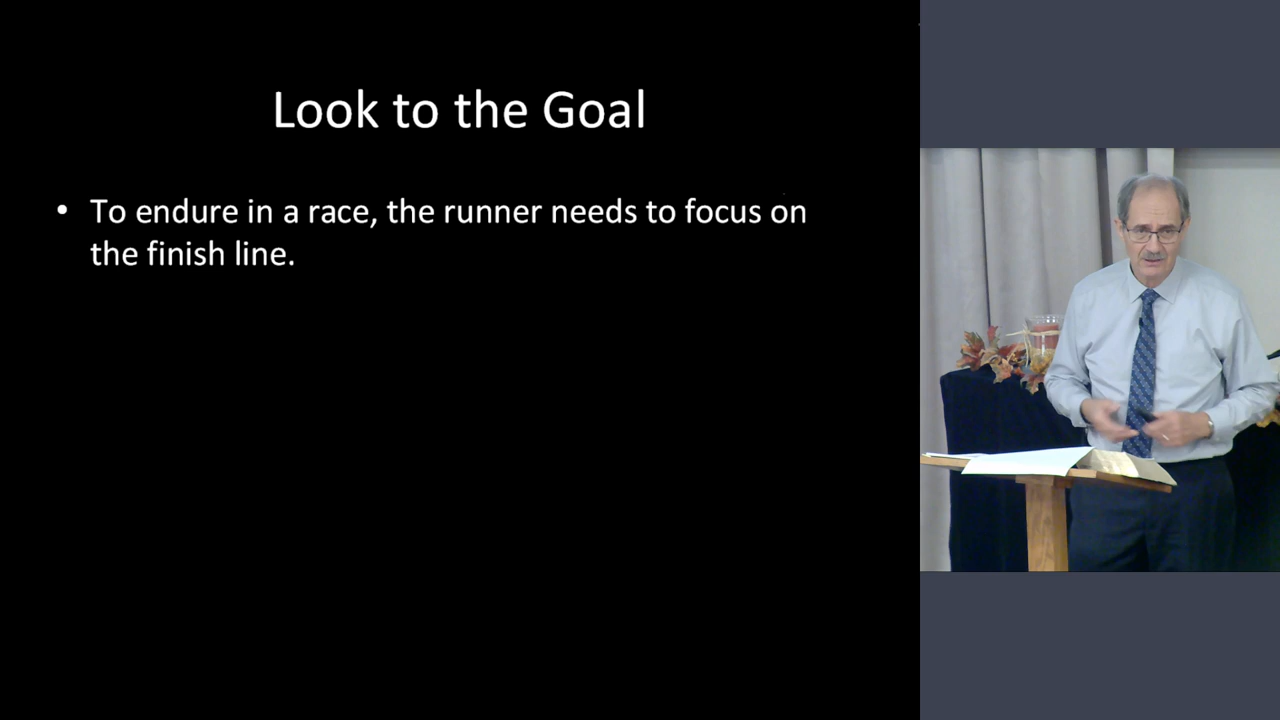 Look to the Goal
• To endure in a race, the runner needs to focus on
the finish line.